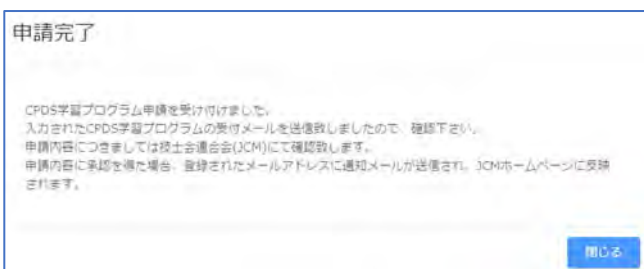 申請完了
CPDS学習プログラム申請を受け付けました。
入力されたCPDS学習プログラムの受付メールを送信致しましたので、確認下さい。
申請内容につきましては技士会連合会(JCM)にて確認致します。
申請内容に承認を得た場合、登録されたメールアドレスに通知メールが送信され、JCMホームページに反映
されます。
閉じる